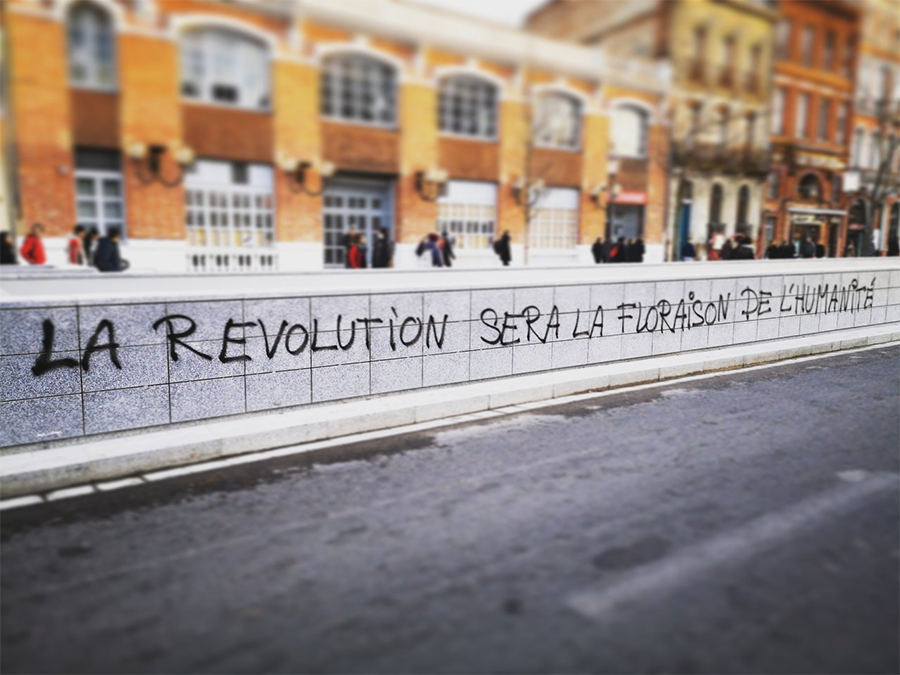 LA REVOLUTION SERA LA FLORAISON DE L'HUMANITÉ